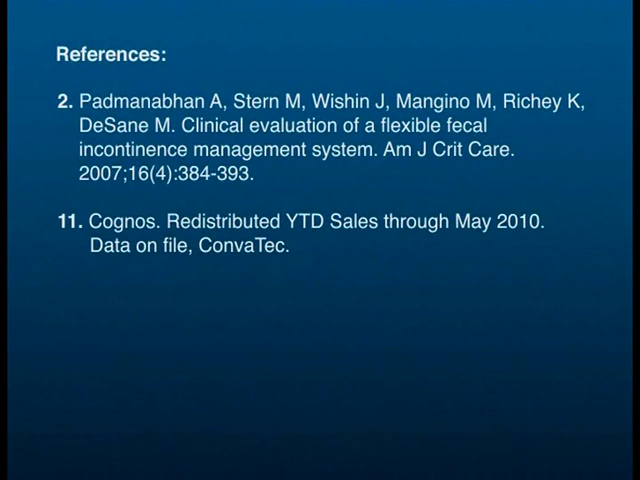 References:
2. Padmanabhan A, Stern M, Wishin J, Mangino M, Richey K,
DeSane M. Clinical evaluation of a flexible fecal
incontinence management system. Am J Crit Care.
2007;16(4):384-393.
11. Cognos. Redistributed YTD Sales through May 2010.
Data on file, ConvaTec.